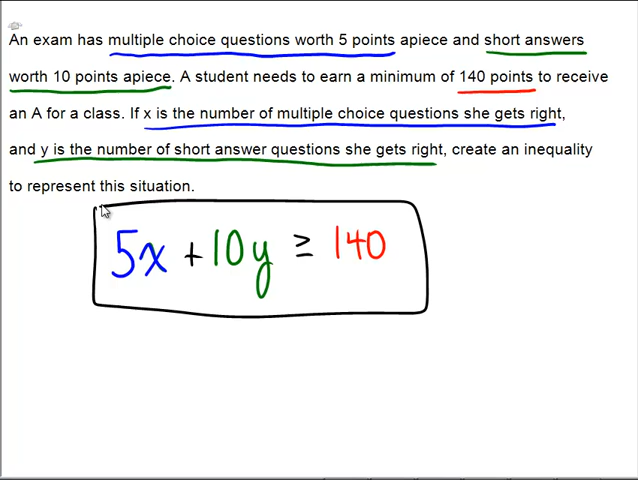 An exam has multiple choice questions worth 5 points apiece and short answers
worth 10 points apiece. A student needs to earn a minimum of 140 points to receive
an A for a class. If x is the number of multiple choice questions she gets right,
and y is the number of short answer questions she gets right, create an inequality
to represent this situation.
5x + 10y ≥ 140